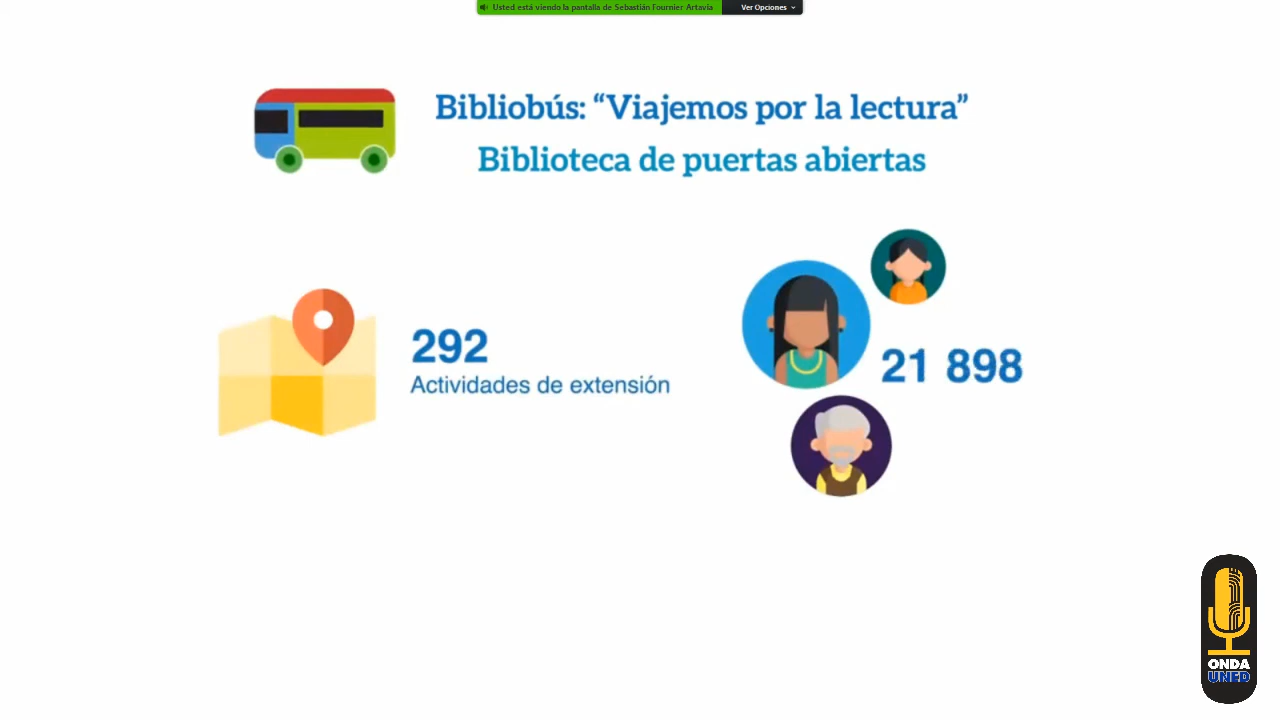 Usted está viendo la pantalla de Sebastián Fournier Artavia
Ver Opciones
Bibliobús: “Viajemos por la lectura”
Biblioteca de puertas abiertas
292
Actividades de extensión
21 898
ONDA
UNED